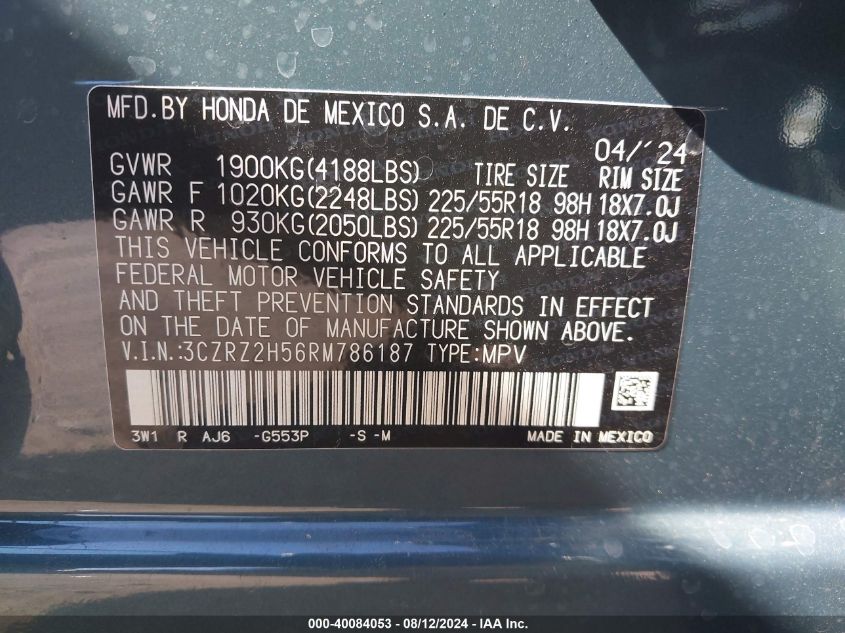 MFD.BY HONDA DE MEXICO S.A. DE C.V.
04/'24
GVWR 1900KG(4188LBS) TIRE SIZE RIM SIZE
GAWR F 1020KG(2248LBS) 225/55R18 98H 18X7.0J
GAWR R 930KG(2050LBS) 225/55R18 98H 18X7.0J
THIS VEHICLE CONFORMS TO ALL APPLICABLE
FEDERAL MOTOR VEHICLE SAFETY
AND THEFT PREVENTION STANDARDS IN EFFECT
ON THE DATE OF MANUFACTURE SHOWN ABOVE.
V.I.N.:3CZRZ2H56RM786187 TYPE:MPV
3W1 R AJ6 -G553P -S -M MADE IN MEXICO
000-40084053 - 08/12/2024 - IAA Inc.